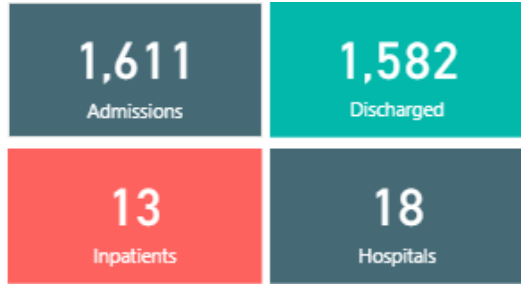 1,611
Admissions
1,582
Discharged
13
Inpatients
18
Hospitals